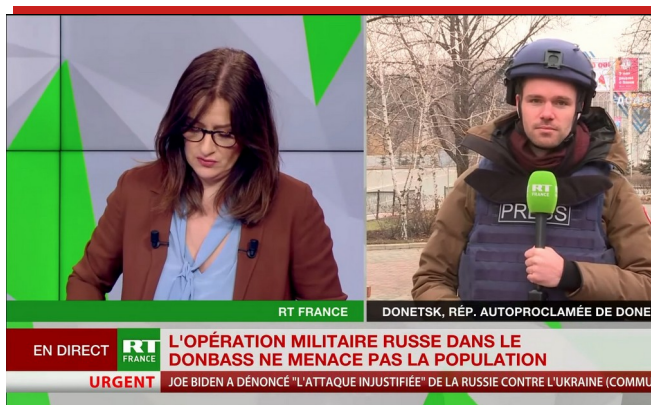 RT
FRANCE
PRESS
RT FRANCE
DONETSK, RÉP. AUTOPROCLAMÉE DE DONE
EN DIRECT
RT
FRANCE
L'OPÉRATION MILITAIRE RUSSE DANS LE
DONBASS NE MENACE PAS LA POPULATION
URGENT
JOE BIDEN A DÉNONCÉ "L'ATTAQUE INJUSTIFIÉE" DE LA RUSSIE CONTRE L'UKRAINE (COMMU